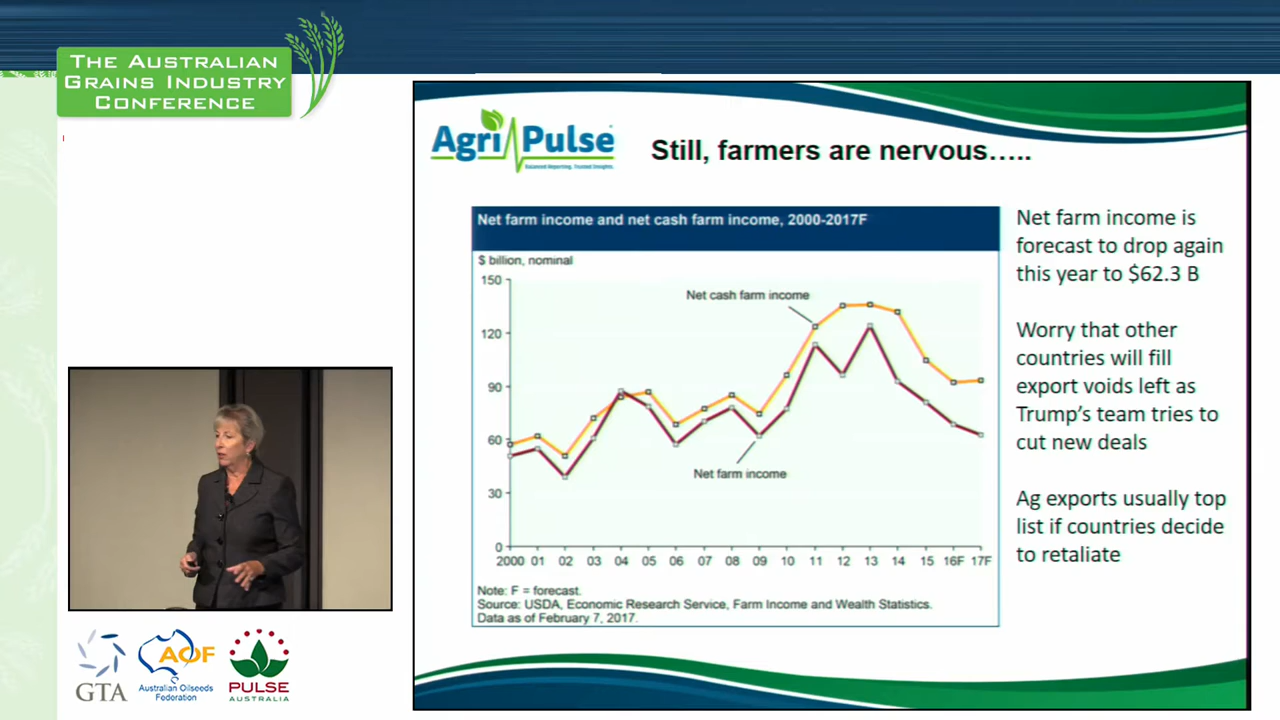 THE AUSTRALIAN
GRAINS INDUSTRY
CONFERENCE
Agri Pulse
Balanced Reporting. Trusted Insights.
Still, farmers are nervous…..
Net farm income and net cash farm income, 2000-2017F
$ billion, nominal
150
120
90
60
30
0
Net cash farm income
Net farm income
2000 01 02 03 04 05 06 07 08 09 10 11 12 13 14 15 16F 17F
Note: F = forecast.
Source: USDA, Economic Research Service, Farm Income and Wealth Statistics.
Data as of February 7, 2017.
Net farm income is
forecast to drop again
this year to $62.3 B
Worry that other
countries will fill
export voids left as
Trump's team tries to
cut new deals
Ag exports usually top
list if countries decide
to retaliate
GTA
AOF
Australian Oilseeds
Federation
PULSE
AUSTRALIA